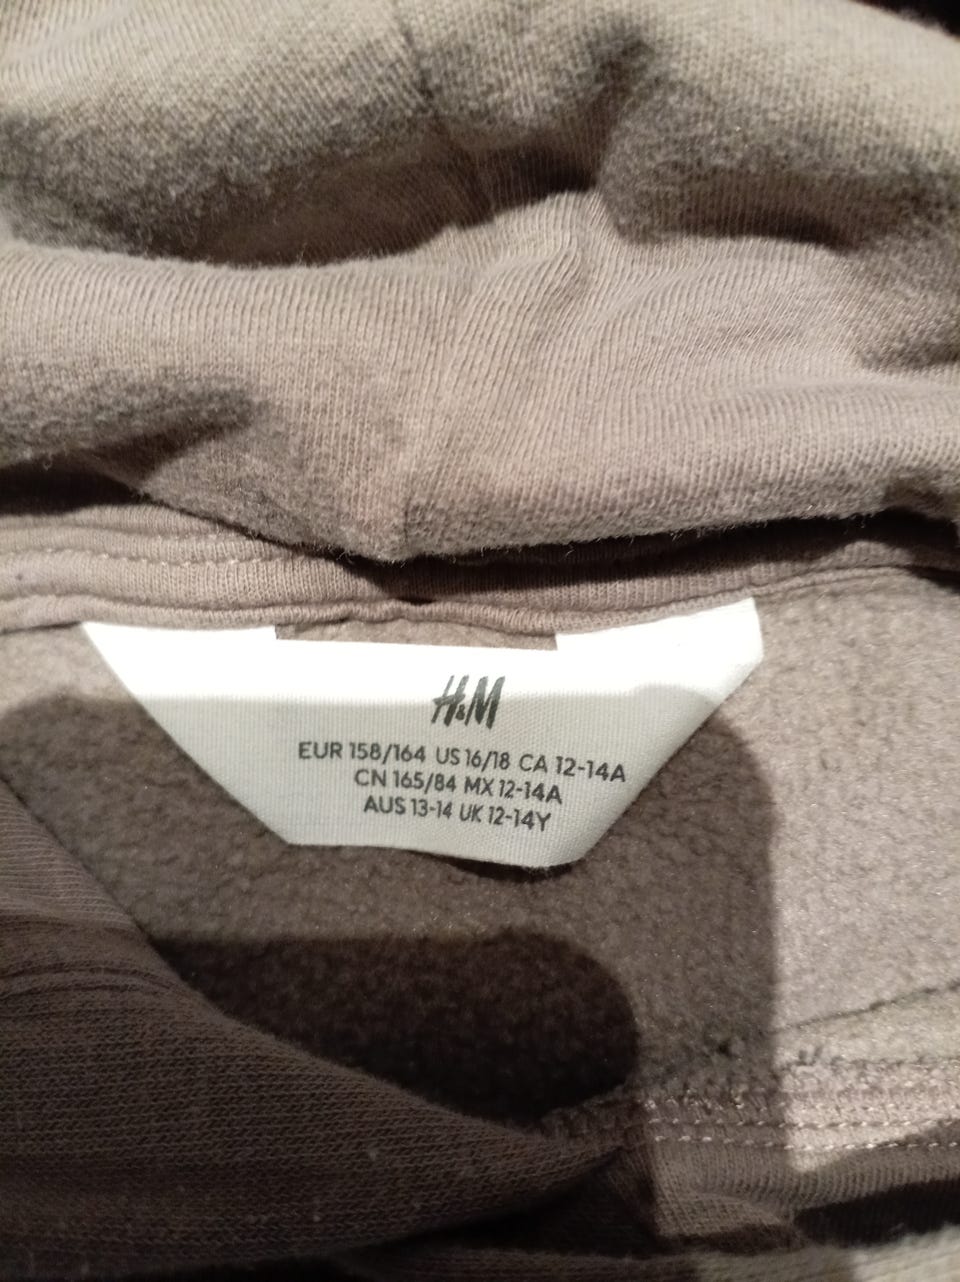 H&M
EUR 158/164 US 16/18 CA 12-14A
CN 165/84 MX 12-14A
AUS 13-14 UK 12-14Y